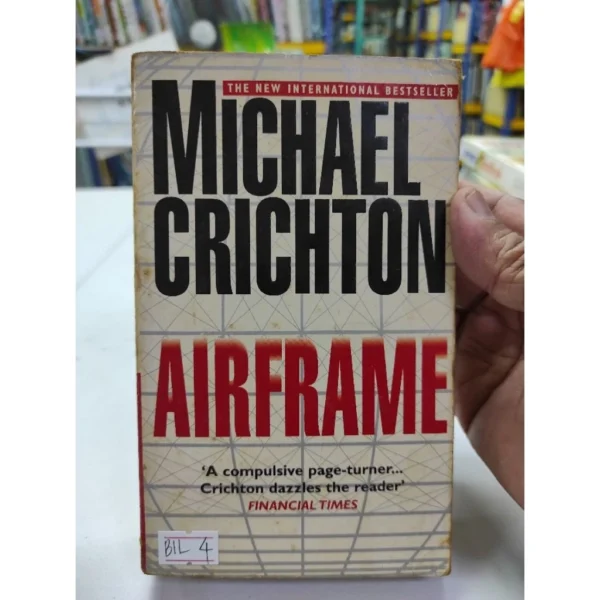 THE NEW INTERNATIONAL BESTSELLER
MICHAEL
CRICHTON
AIRFRAME
'A compulsive page-turner...
Crichton dazzles the reader'
FINANCIAL TIMES
BIL 4